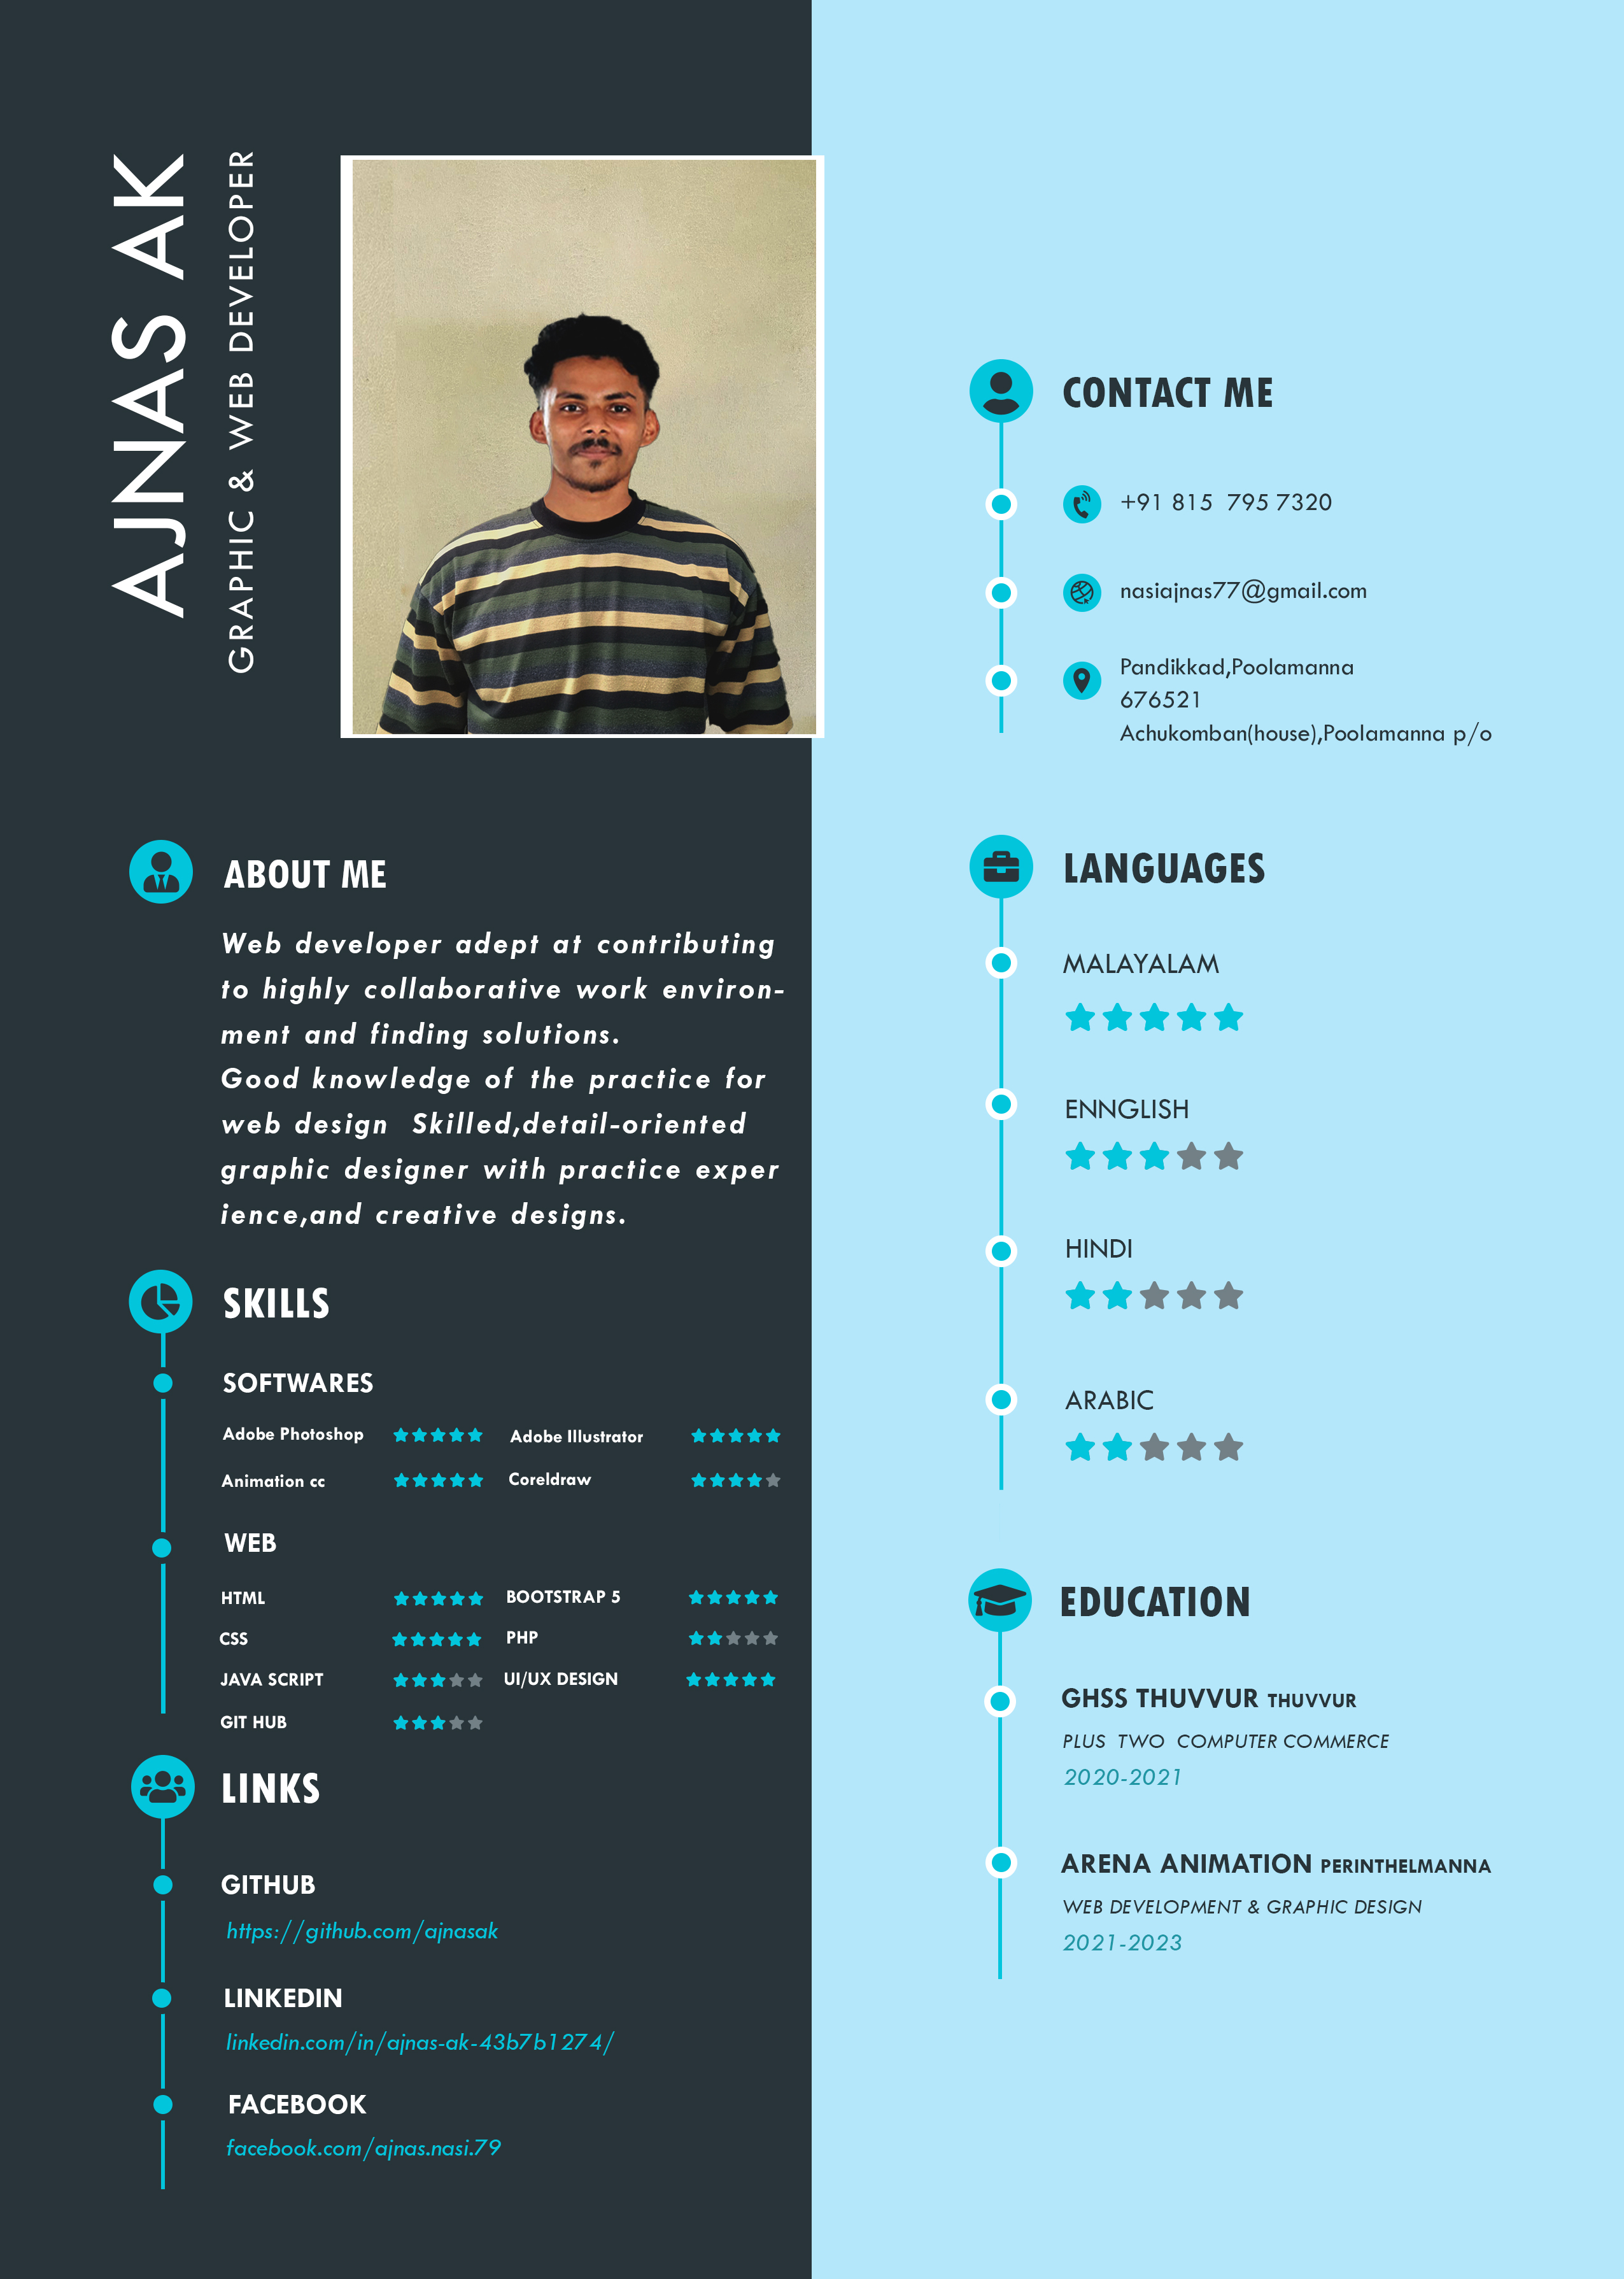 AJNAS AK
GRAPHIC & WEB DEVELOPER
ABOUT ME
Web developer adept at contributing
to highly collaborative work environ-
ment and finding solutions.
Good knowledge of the practice for
web design Skilled,detail-oriented
graphic designer with practice exper
ience,and creative designs.
SKILLS
SOFTWARES
Adobe Photoshop Adobe Illustrator
Animation cc Coreldraw
WEB
HTML BOOTSTRAP 5
CSS PHP
JAVA SCRIPT UI/UX DESIGN
GIT HUB
LINKS
GITHUB
https://github.com/ajnasak
LINKEDIN
linkedin.com/in/ajnas-ak-43b7b1274/
FACEBOOK
facebook.com/ajnas.nasi.79
CONTACT ME
+91 815 795 7320
nasiajnas77@gmail.com
Pandikkad,Poolamanna
676521
Achukomban(house),Poolamanna p/o
LANGUAGES
MALAYALAM
ENNGLISH
HINDI
ARABIC
EDUCATION
GHSS THUVVUR THUVVUR
PLUS TWO COMPUTER COMMERCE
2020-2021
ARENA ANIMATION PERINTHELMANNA
WEB DEVELOPMENT & GRAPHIC DESIGN
2021-2023